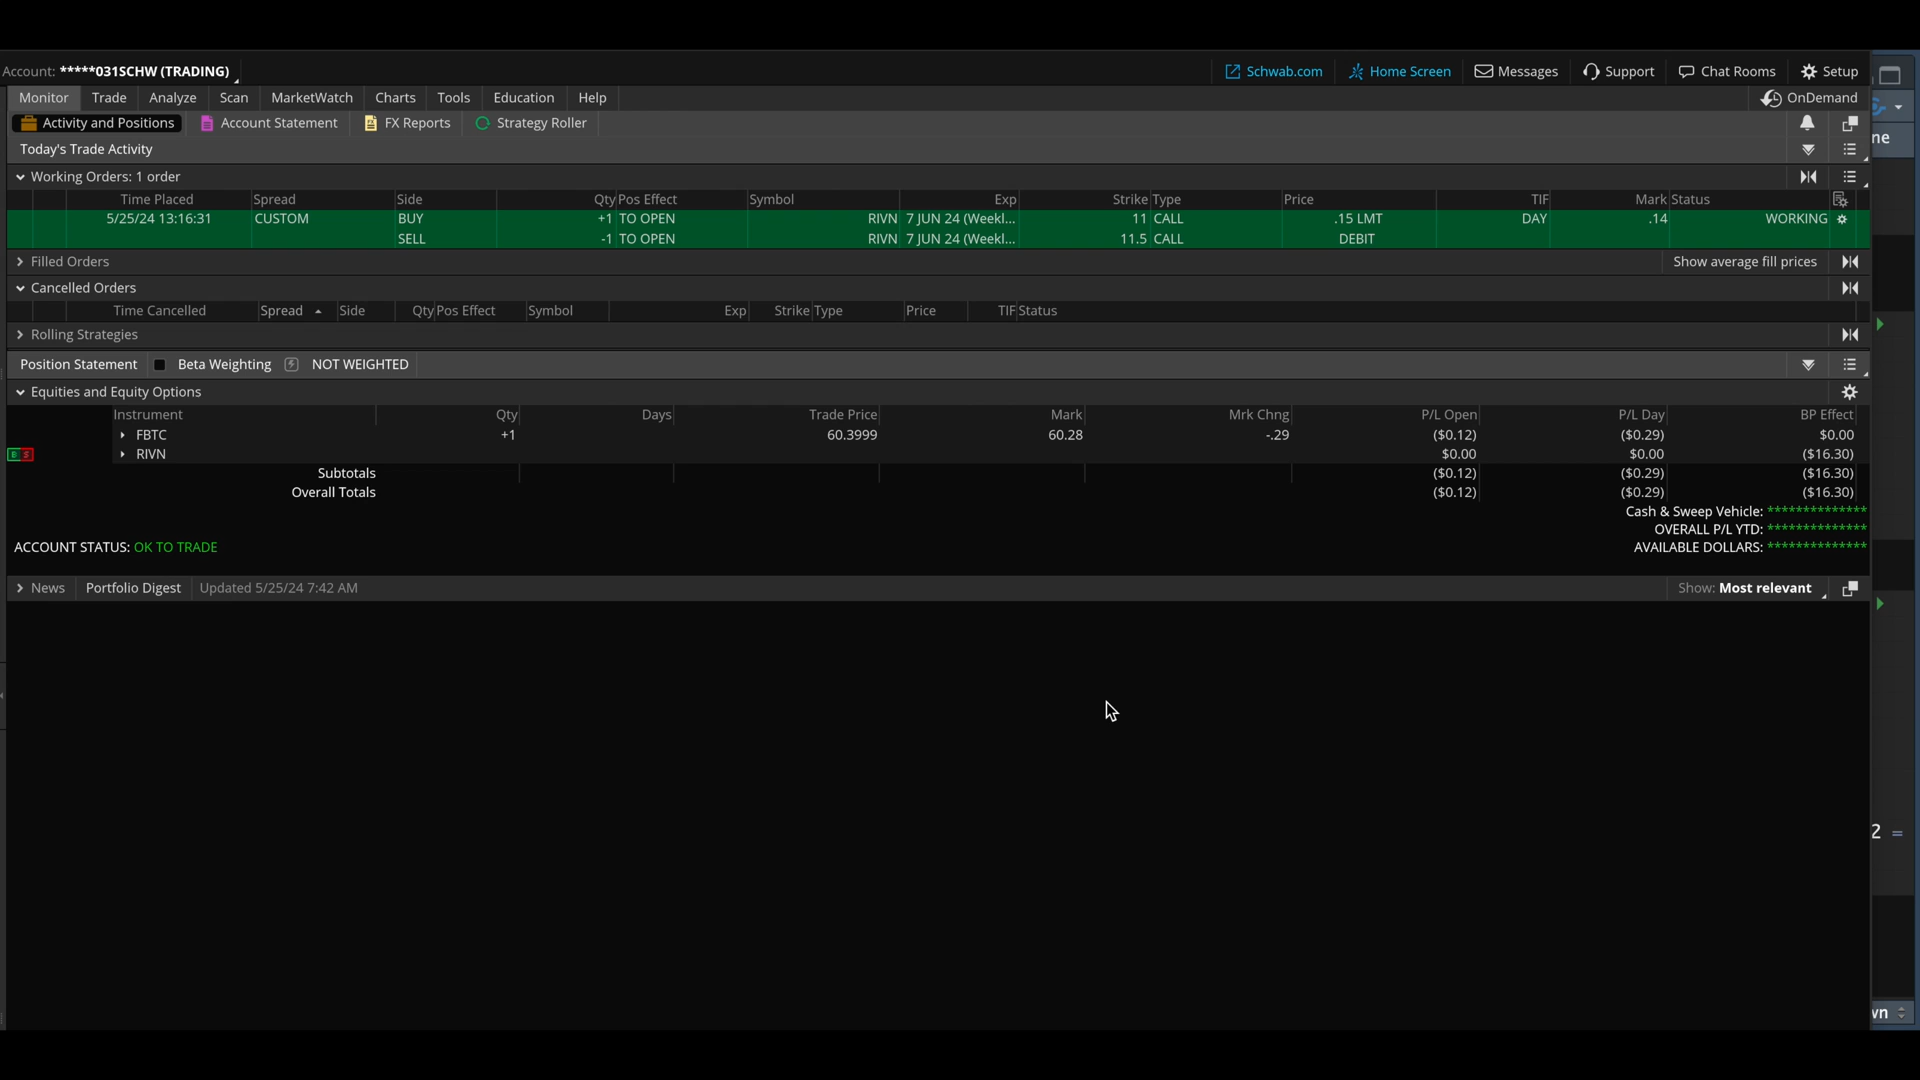 Account: *****031SCHW (TRADING) Schwab.com Home Screen Messages Support Chat Rooms Setup
Monitor Trade Analyze Scan MarketWatch Charts Tools Education Help OnDemand
Activity and Positions Account Statement FX Reports Strategy Roller
ne
Today's Trade Activity
Working Orders: 1 order
Time Placed Spread Side Qty Pos Effect Symbol Exp Strike Type Price TIF Mark Status
5/25/24 13:16:31 CUSTOM BUY +1 TO OPEN RIVN 7 JUN 24 (Weekl... 11 CALL .15 LMT DAY .14 WORKING
SELL -1 TO OPEN RIVN 7 JUN 24 (Weekl... 11.5 CALL DEBIT
Filled Orders Show average fill prices
Cancelled Orders
Time Cancelled Spread Side Qty Pos Effect Symbol Exp Strike Type Price TIF Status
Rolling Strategies
Position Statement Beta Weighting NOT WEIGHTED
Equities and Equity Options
Instrument Qty Days Trade Price Mark Mrk Chng P/L Open P/L Day BP Effect
FBTC +1 60.3999 60.28 -.29 ($0.12) ($0.29) $0.00
B S RIVN $0.00 $0.00 ($16.30)
Subtotals ($0.12) ($0.29) ($16.30)
Overall Totals ($0.12) ($0.29) ($16.30)
Cash & Sweep Vehicle: **************
OVERALL P/L YTD: **************
ACCOUNT STATUS: OK TO TRADE AVAILABLE DOLLARS: **************
News Portfolio Digest Updated 5/25/24 7:42 AM Show: Most relevant
2 =
wn